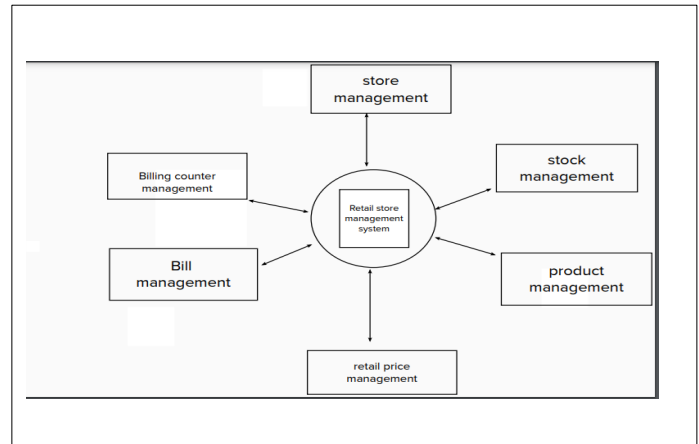 store
management
Billing counter
management
stock
management
Retail store
management
system
Bill
management
product
management
retail price
management